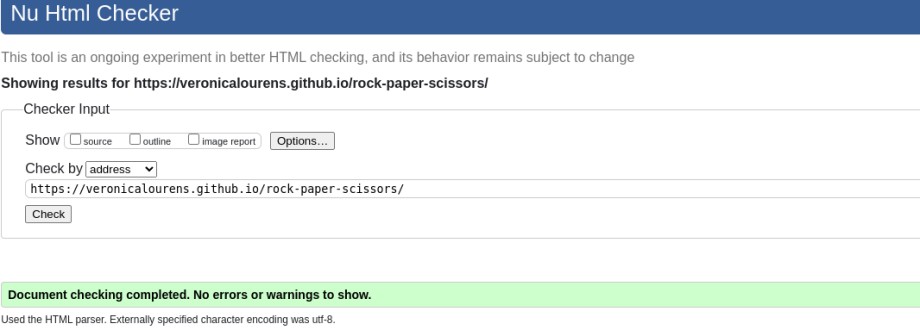 Nu Html Checker
This tool is an ongoing experiment in better HTML checking, and its behavior remains subject to change
Showing results for https://veronicalourens.github.io/rock-paper-scissors/
Checker Input
Show source outline image report Options...
Check by address
https://veronicalourens.github.io/rock-paper-scissors/
Check
Document checking completed. No errors or warnings to show.
Used the HTML parser. Externally specified character encoding was utf-8.